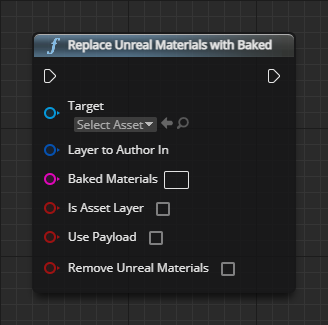 Replace Unreal Materials with Baked
Target
Select Asset
Layer to Author In
Baked Materials
Is Asset Layer
Use Payload
Remove Unreal Materials